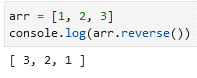 arr = [1, 2, 3]
console.log(arr.reverse())
[ 3, 2, 1 ]